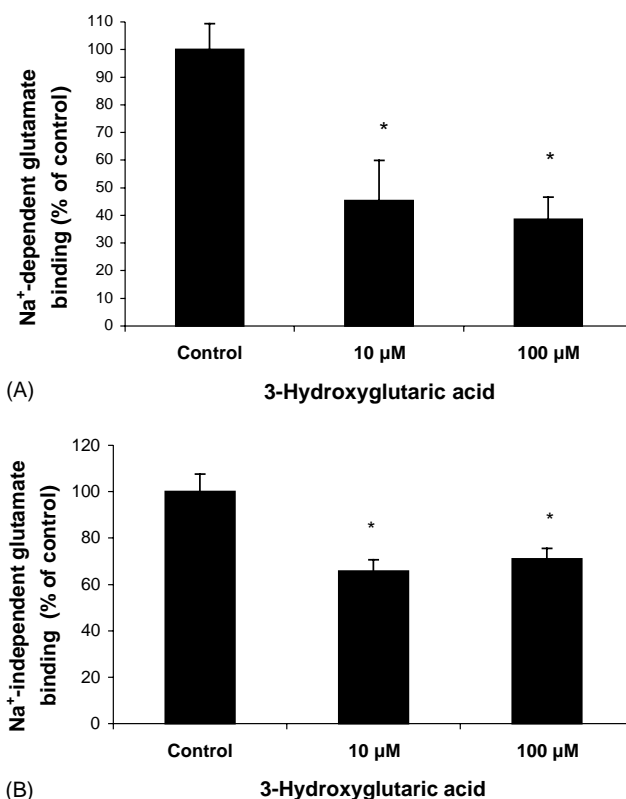 Na⁺-dependent glutamate
binding (% of control)
110
100
90
80
70
60
50
40
30
20
10
0
*
*
Control
10 µM
100 µM
(A)
3-Hydroxyglutaric acid
Na⁺-independent glutamate
binding (% of control)
120
100
80
60
40
20
0
*
*
Control
10 µM
100 µM
(B)
3-Hydroxyglutaric acid